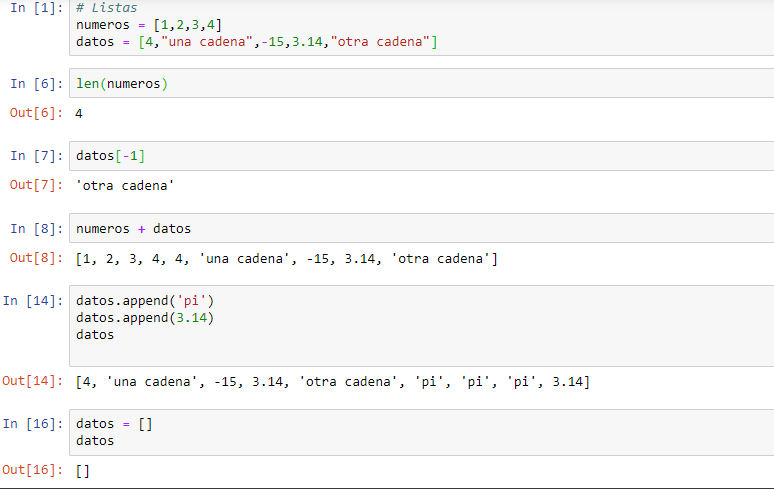 In [1]: # Listas
numeros = [1,2,3,4]
datos = [4,"una cadena",-15,3.14,"otra cadena"]
In [6]: len(numeros)
Out[6]: 4
In [7]: datos[-1]
Out[7]: 'otra cadena'
In [8]: numeros + datos
Out[8]: [1, 2, 3, 4, 4, 'una cadena', -15, 3.14, 'otra cadena']
In [14]: datos.append('pi')
datos.append(3.14)
datos
Out[14]: [4, 'una cadena', -15, 3.14, 'otra cadena', 'pi', 'pi', 'pi', 3.14]
In [16]: datos = []
datos
Out[16]: []